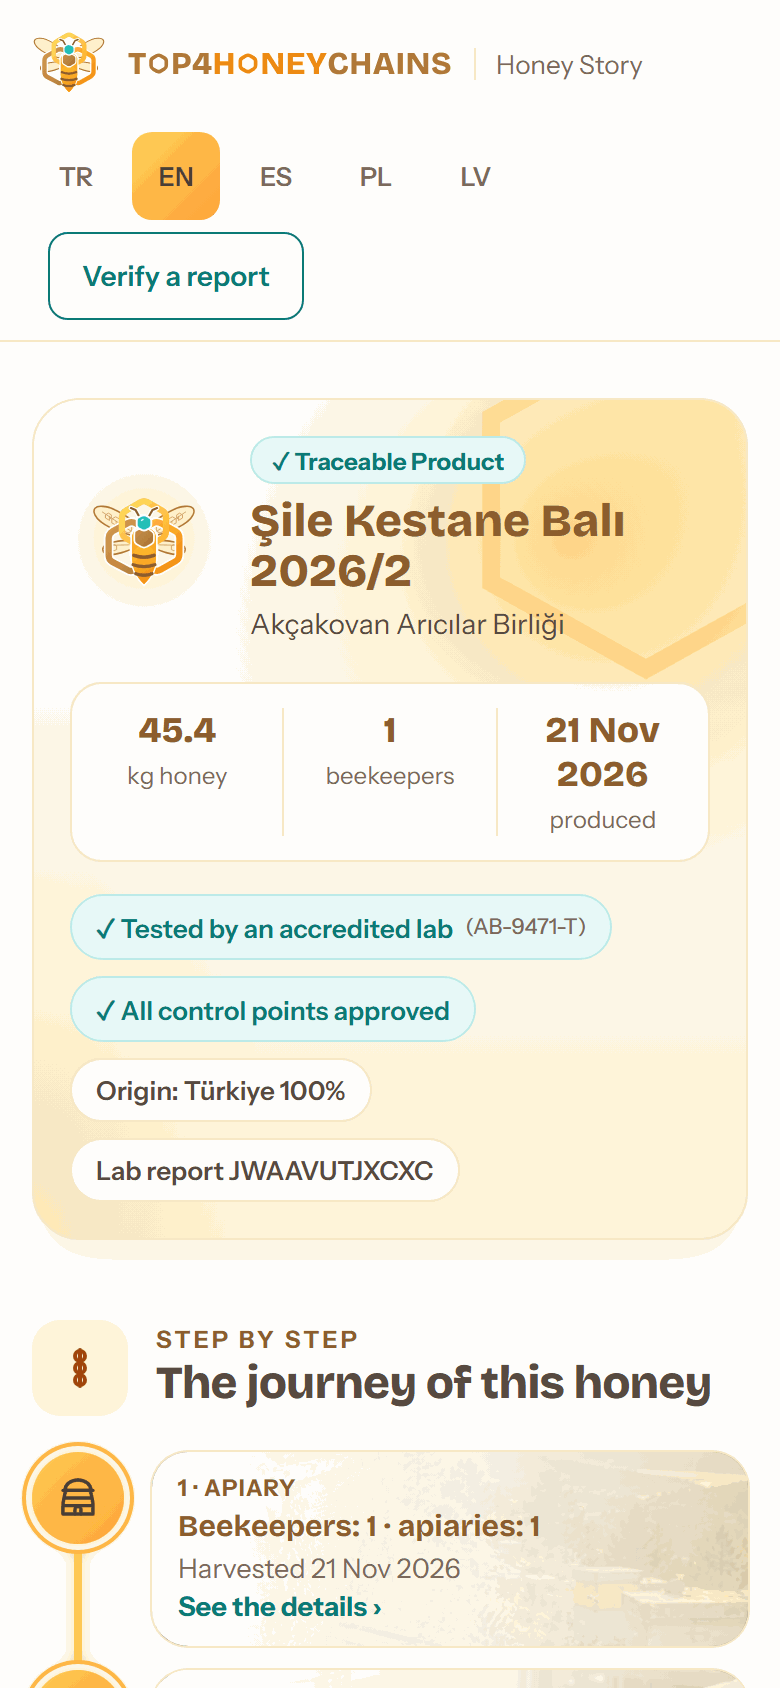 TOP4HONEYCHAINS
Honey Story
TR EN ES PL LV
Verify a report
✓ Traceable Product
Şile Kestane Balı
2026/2
Akçakovan Arıcılar Birliği
45.4
kg honey
1
beekeepers
21 Nov
2026
produced
✓ Tested by an accredited lab (AB-9471-T)
✓ All control points approved
Origin: Türkiye 100%
Lab report JWAAVUTJXCXC
STEP BY STEP
The journey of this honey
1 · APIARY
Beekeepers: 1 · apiaries: 1
Harvested 21 Nov 2026
See the details ›